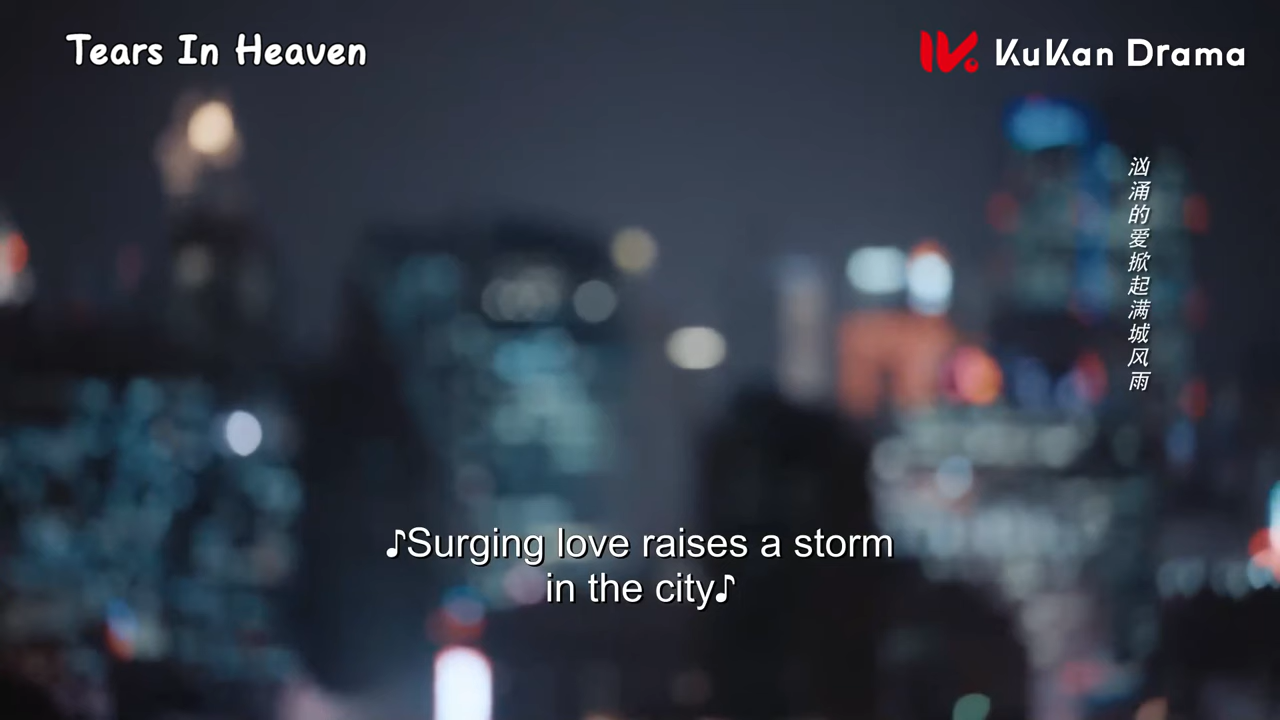 Tears In Heaven
KuKan Drama
汹涌的爱掀起满城风雨
♪Surging love raises a storm
in the city♪